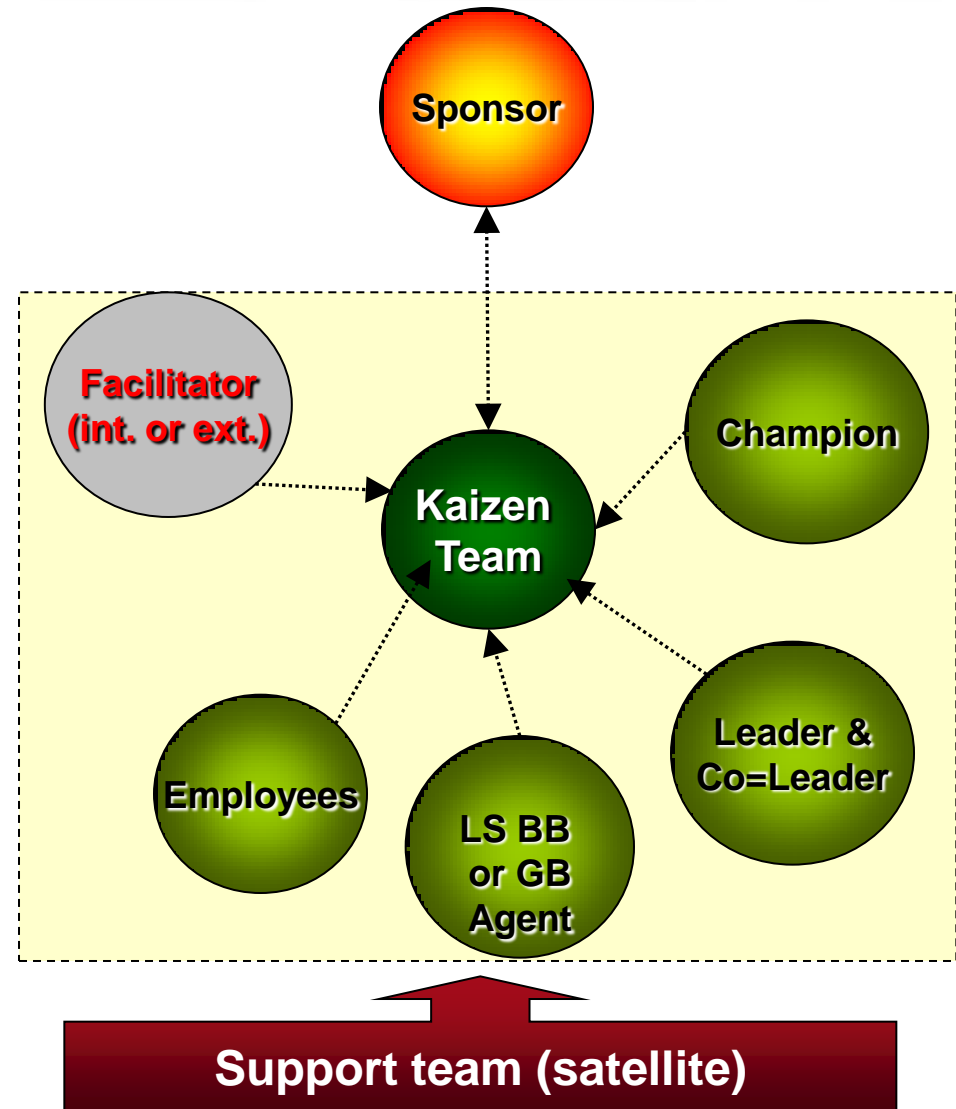 Sponsor
Facilitator
(int. or ext.)
Champion
Kaizen
Team
Leader &
Co=Leader
Employees
LS BB
or GB
Agent
Support team (satellite)